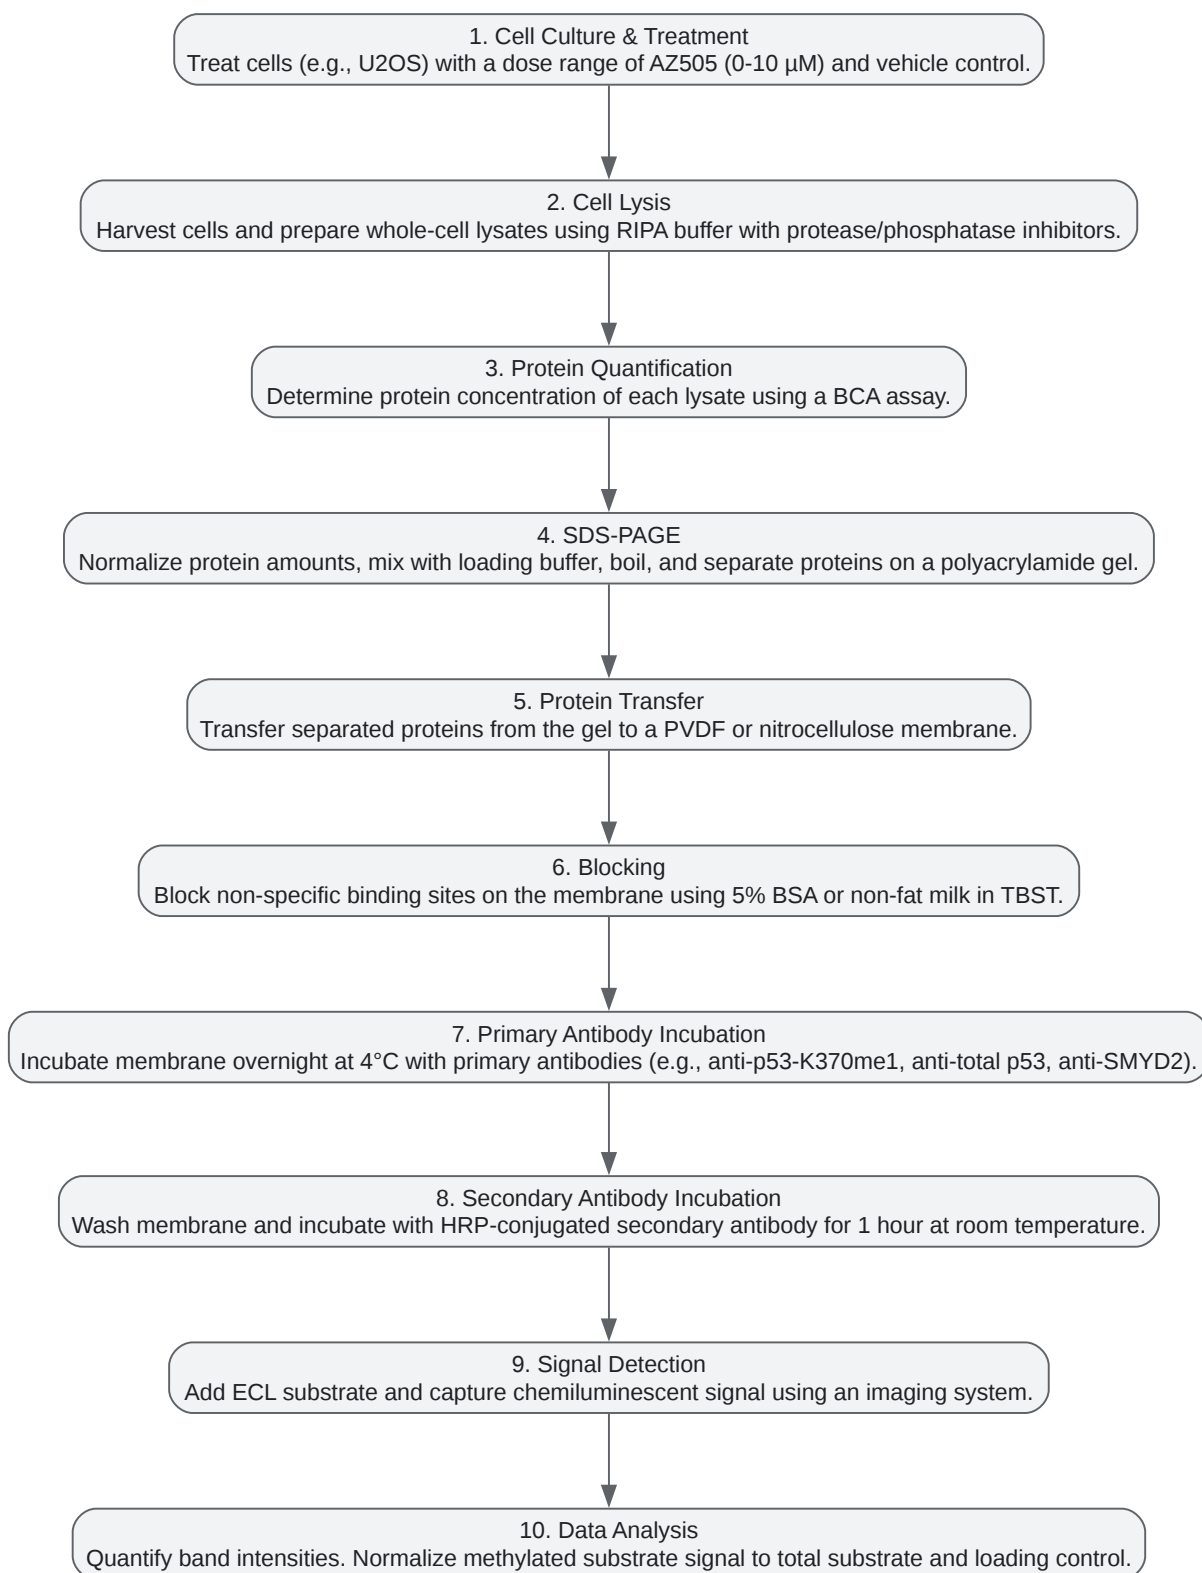 1. Cell Culture & Treatment
Treat cells (e.g., U2OS) with a dose range of AZ505 (0-10 µM) and vehicle control.
2. Cell Lysis
Harvest cells and prepare whole-cell lysates using RIPA buffer with protease/phosphatase inhibitors.
3. Protein Quantification
Determine protein concentration of each lysate using a BCA assay.
4. SDS-PAGE
Normalize protein amounts, mix with loading buffer, boil, and separate proteins on a polyacrylamide gel.
5. Protein Transfer
Transfer separated proteins from the gel to a PVDF or nitrocellulose membrane.
6. Blocking
Block non-specific binding sites on the membrane using 5% BSA or non-fat milk in TBST.
7. Primary Antibody Incubation
Incubate membrane overnight at 4°C with primary antibodies (e.g., anti-p53-K370me1, anti-total p53, anti-SMYD2).
8. Secondary Antibody Incubation
Wash membrane and incubate with HRP-conjugated secondary antibody for 1 hour at room temperature.
9. Signal Detection
Add ECL substrate and capture chemiluminescent signal using an imaging system.
10. Data Analysis
Quantify band intensities. Normalize methylated substrate signal to total substrate and loading control.